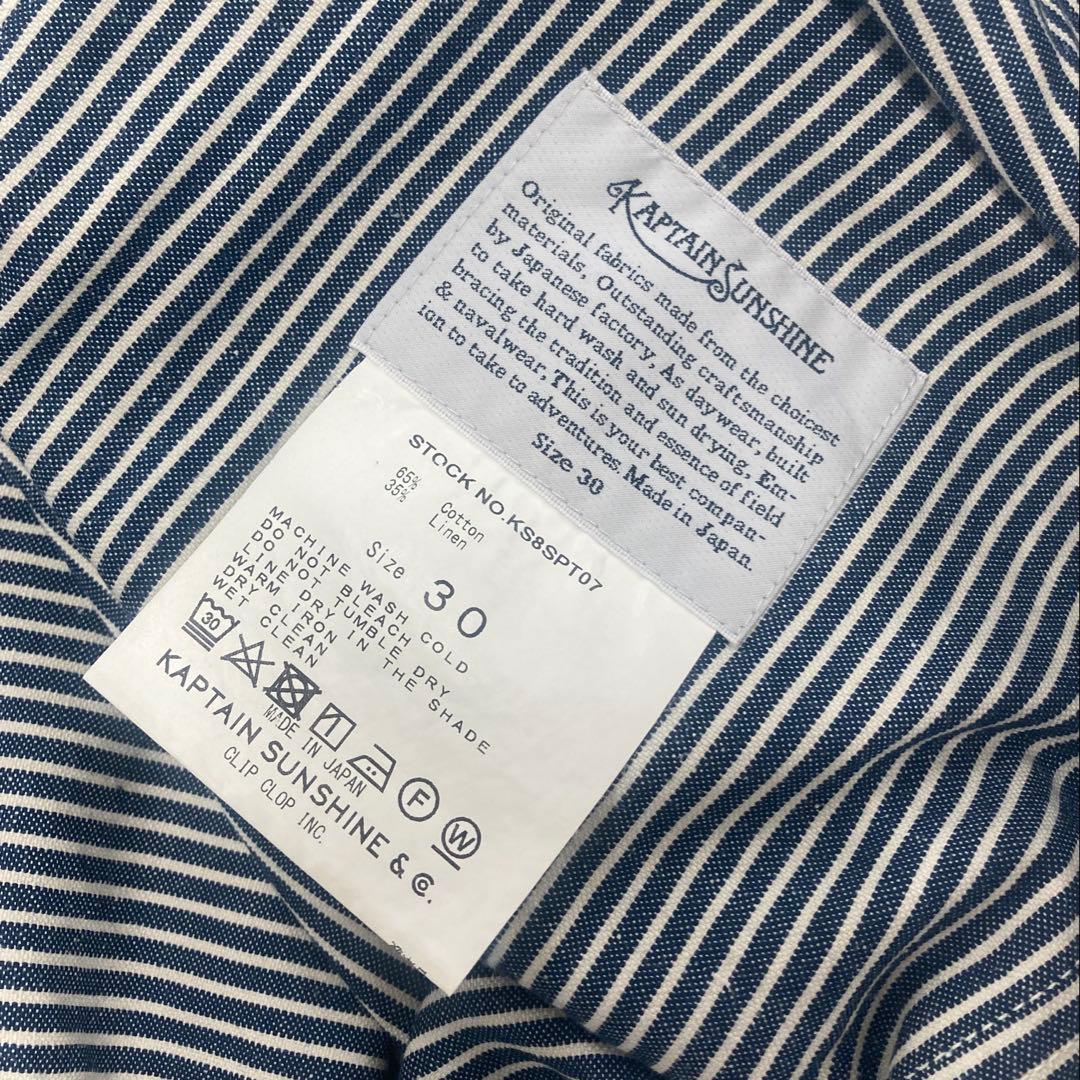 KAPTAIN SUNSHINE
Original fabrics made from the choicest
materials, Outstanding craftsmanship
by Japanese factory, As daywear, built
to take hard wash and sun drying, Em-
bracing the tradition and essence of field
& navalwear, This is your best compan-
ion to take to adventures. Made in Japan.
Size 30
STOCK NO.KS8SPT07
65% Cotton
35% Linen
Size 30
MACHINE WASH COLD
DO NOT BLEACH
DO NOT TUMBLE DRY
LINE DRY IN THE SHADE
WARM IRON
DRY CLEAN
WET CLEAN
30
F
W
MADE IN JAPAN
KAPTAIN SUNSHINE & Co.
CLIP CLOP INC.